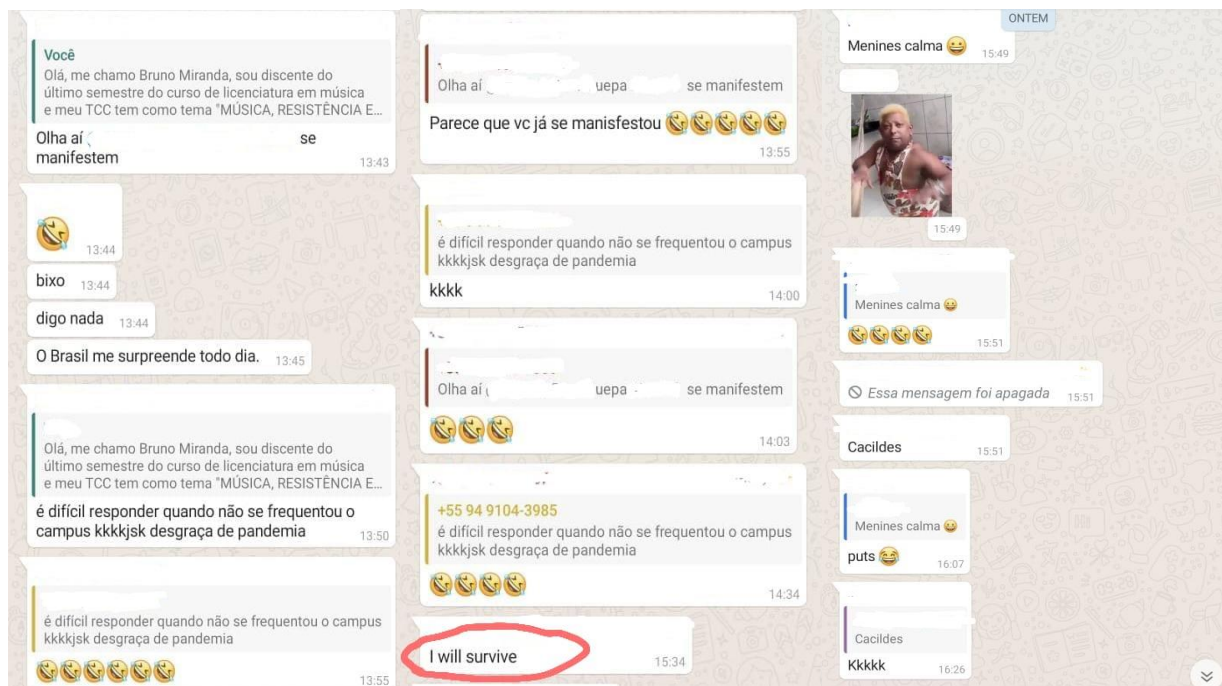 Você
Olá, me chamo Bruno Miranda, sou discente do
último semestre do curso de licenciatura em música
e meu TCC tem como tema "MÚSICA, RESISTÊNCIA E...
Olha aí se
manifestem
13:43
13:44
bixo 13:44
digo nada 13:44
O Brasil me surpreende todo dia. 13:45
Olá, me chamo Bruno Miranda, sou discente do
último semestre do curso de licenciatura em música
e meu TCC tem como tema "MÚSICA, RESISTÊNCIA E...
é difícil responder quando não se frequentou o
campus kkkkjsk desgraça de pandemia
13:50
é difícil responder quando não se frequentou o campus
kkkkjsk desgraça de pandemia
🤣🤣🤣🤣🤣🤣
13:55
Olha aí uepa se manifestem
Parece que vc já se manisfestou 🤣🤣🤣🤣🤣
13:55
é difícil responder quando não se frequentou o campus
kkkkjsk desgraça de pandemia
kkkk
14:00
Olha aí uepa se manifestem
🤣🤣🤣
14:03
+55 94 9104-3985
é difícil responder quando não se frequentou o campus
kkkkjsk desgraça de pandemia
🤣🤣🤣🤣
14:34
I will survive
15:34
ONTEM
Menines calma 😀
15:49
15:49
Menines calma 😀
🤣🤣🤣🤣
15:51
Essa mensagem foi apagada 15:51
Cacildes
15:51
Menines calma 😀
puts 😂
16:07
Cacildes
Kkkkk
16:26